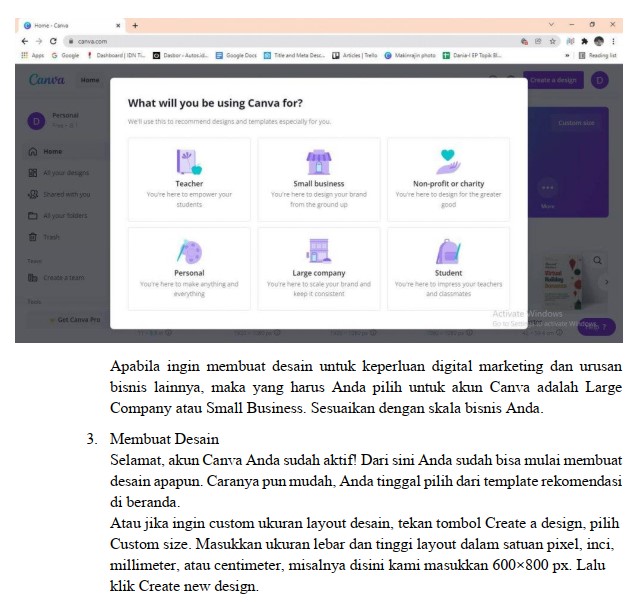 Home - Canva
canva.com
Apps Google Dashboard | IDN Ti... Dasbor - Autos.id... Google Docs Title and Meta Desc... Articles | Trello Makinrajin photo Dania-( EP Topik Bl... » Reading list
Canva Home Create a design D
What will you be using Canva for?
We'll use this to recommend designs and templates especially for you.
D Personal
Free •
Custom size
Home
All your designs
Shared with you
All your folders
Trash
Create a team
Get Canva Pro
More
Teacher
You're here to empower your
students
Small business
You're here to design your brand
from the ground up
Non-profit or charity
You're here to design for the greater
good
Personal
You're here to make anything and
everything
Large company
You're here to scale your brand and
keep it consistent
Student
You're here to impress your teachers
and classmates
Activate Windows
Go to Settings to activate Windows.
Apabila ingin membuat desain untuk keperluan digital marketing dan urusan
bisnis lainnya, maka yang harus Anda pilih untuk akun Canva adalah Large
Company atau Small Business. Sesuaikan dengan skala bisnis Anda.
3. Membuat Desain
Selamat, akun Canva Anda sudah aktif! Dari sini Anda sudah bisa mulai membuat
desain apapun. Caranya pun mudah, Anda tinggal pilih dari template rekomendasi
di beranda.
Atau jika ingin custom ukuran layout desain, tekan tombol Create a design, pilih
Custom size. Masukkan ukuran lebar dan tinggi layout dalam satuan pixel, inci,
millimeter, atau centimeter, misalnya disini kami masukkan 600×800 px. Lalu
klik Create new design.